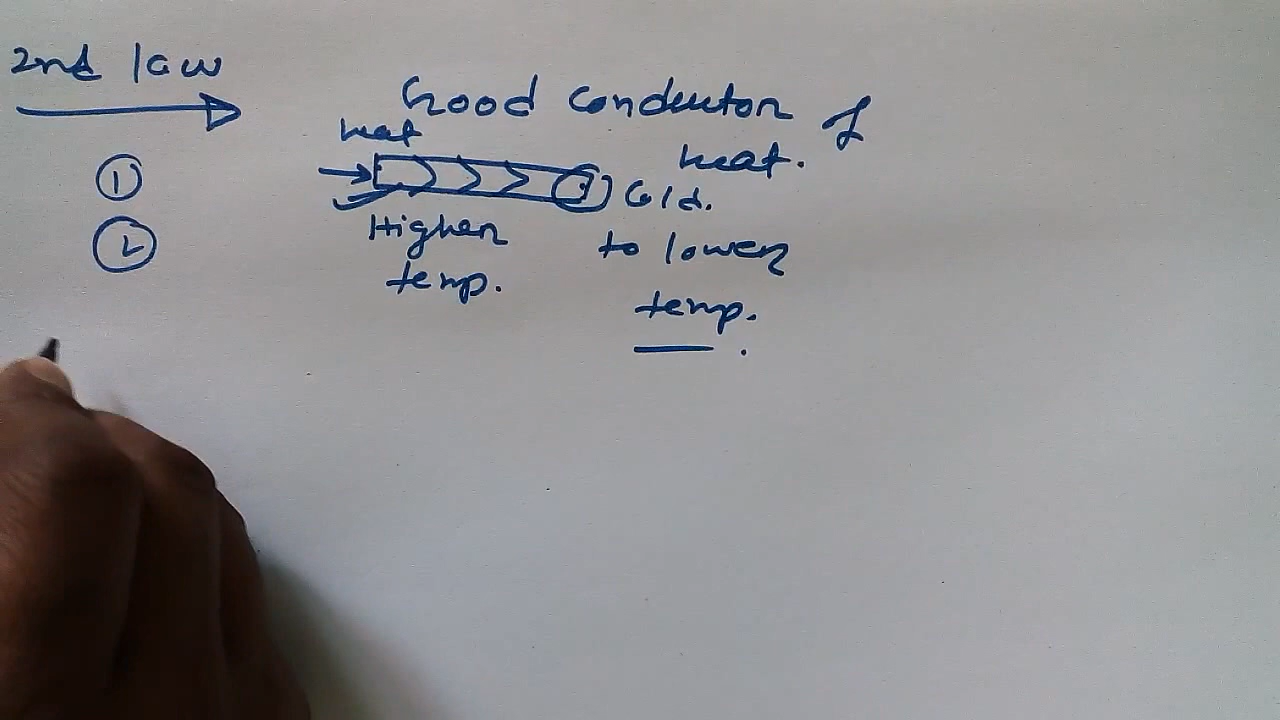 2nd law
Good conductor of
heat.
heat
①
Cold.
②
Higher
to lower
temp.
temp.